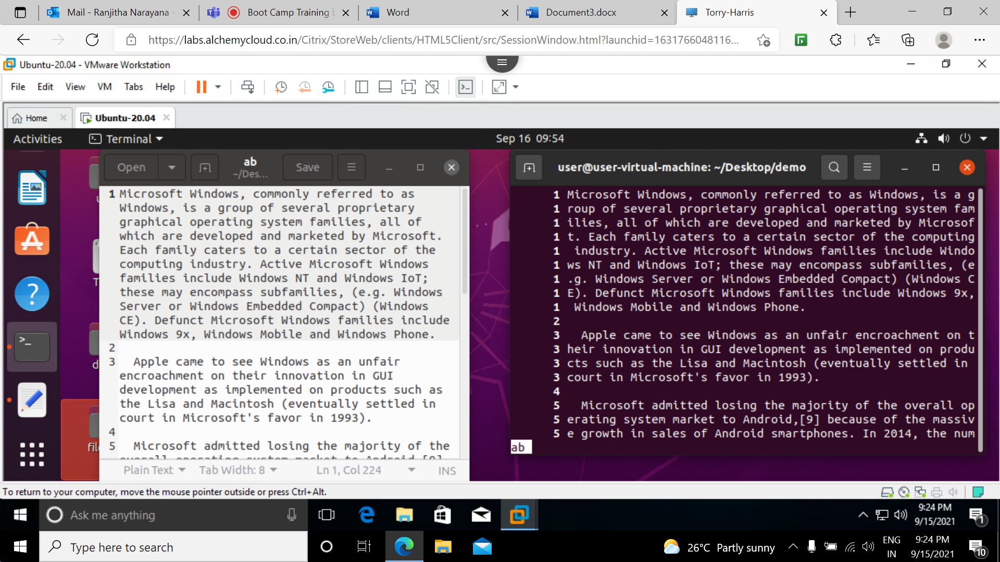 Mail - Ranjitha Narayana -
Boot Camp Training b
Word
Document3.docx
Torry-Harris
https://labs.alchemycloud.co.in/Citrix/StoreWeb/clients/HTML5Client/src/SessionWindow.html?launchid=1631766048116...
Ubuntu-20.04 - VMware Workstation
File Edit View VM Tabs Help
Home
Ubuntu-20.04
Activities
Terminal
Sep 16 09:54
Open
ab
~/Des...
Save
1 Microsoft Windows, commonly referred to as
Windows, is a group of several proprietary
graphical operating system families, all of
which are developed and marketed by Microsoft.
Each family caters to a certain sector of the
computing industry. Active Microsoft Windows
families include Windows NT and Windows IoT;
these may encompass subfamilies, (e.g. Windows
Server or Windows Embedded Compact) (Windows
CE). Defunct Microsoft Windows families include
Windows 9x, Windows Mobile and Windows Phone.
2
3 Apple came to see Windows as an unfair
encroachment on their innovation in GUI
development as implemented on products such as
the Lisa and Macintosh (eventually settled in
court in Microsoft's favor in 1993).
4
5 Microsoft admitted losing the majority of the
overall operating system market to Android,[9]
Plain Text
Tab Width: 8
Ln 1, Col 224
INS
user@user-virtual-machine: ~/Desktop/demo
1 Microsoft Windows, commonly referred to as Windows, is a g
1 roup of several proprietary graphical operating system fam
1 ilies, all of which are developed and marketed by Microsof
1 t. Each family caters to a certain sector of the computing
1 industry. Active Microsoft Windows families include Windo
1 ws NT and Windows IoT; these may encompass subfamilies, (e
1 .g. Windows Server or Windows Embedded Compact) (Windows C
1 E). Defunct Microsoft Windows families include Windows 9x,
1 Windows Mobile and Windows Phone.
2
3 Apple came to see Windows as an unfair encroachment on t
3 heir innovation in GUI development as implemented on produ
3 cts such as the Lisa and Macintosh (eventually settled in
3 court in Microsoft's favor in 1993).
4
5 Microsoft admitted losing the majority of the overall op
5 erating system market to Android,[9] because of the massiv
5 e growth in sales of Android smartphones. In 2014, the num
ab
fil
To return to your computer, move the mouse pointer outside or press Ctrl+Alt.
Ask me anything
9:24 PM
9/15/2021
1
Type here to search
26°C Partly sunny
ENG
IN
9:24 PM
9/15/2021
10